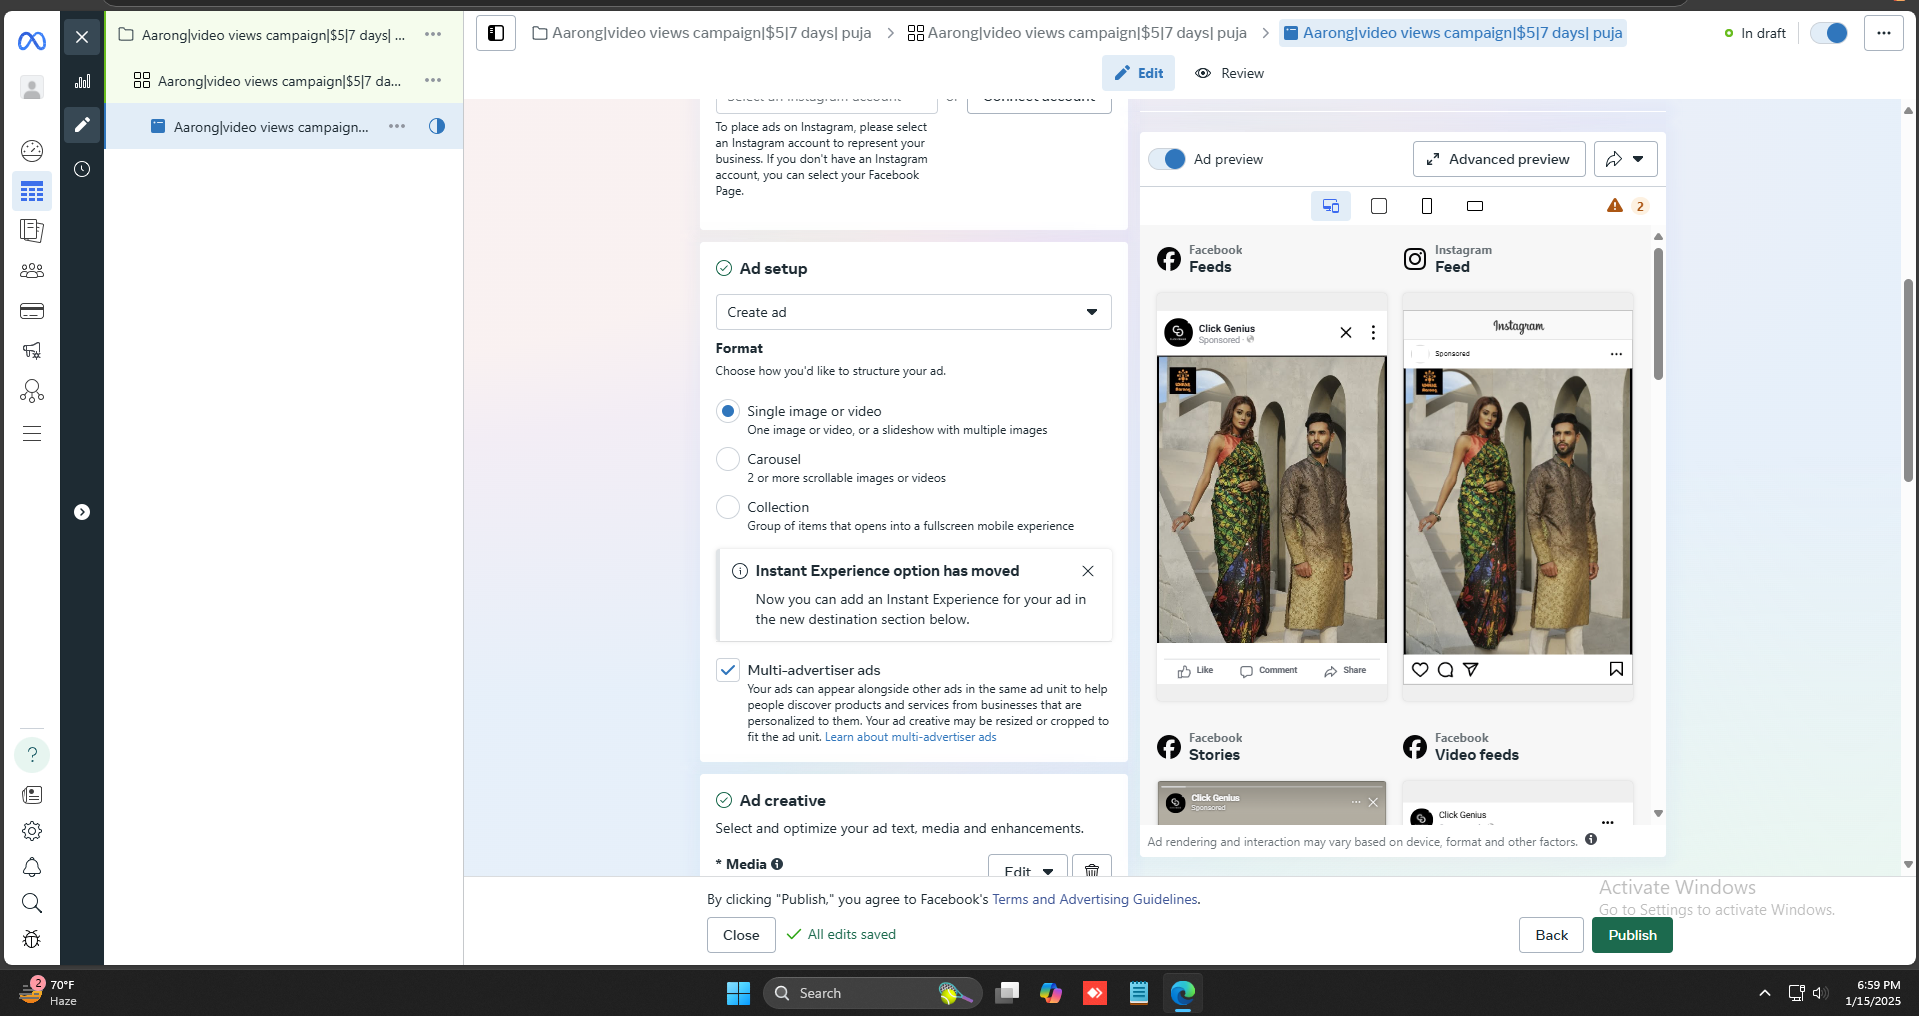 Aarong|video views campaign|$5|7 days| ...
Aarong|video views campaign|$5|7 da...
Aarong|video views campaign...
Aarong|video views campaign|$5|7 days| puja
Aarong|video views campaign|$5|7 days| puja
Aarong|video views campaign|$5|7 days| puja
In draft
Edit
Review
To place ads on Instagram, please select
an Instagram account to represent your
business. If you don't have an Instagram
account, you can select your Facebook
Page.
Ad setup
Create ad
Format
Choose how you'd like to structure your ad.
Single image or video
One image or video, or a slideshow with multiple images
Carousel
2 or more scrollable images or videos
Collection
Group of items that opens into a fullscreen mobile experience
Instant Experience option has moved
Now you can add an Instant Experience for your ad in
the new destination section below.
Multi-advertiser ads
Your ads can appear alongside other ads in the same ad unit to help
people discover products and services from businesses that are
personalized to them. Your ad creative may be resized or cropped to
fit the ad unit. Learn about multi-advertiser ads
Ad creative
Select and optimize your ad text, media and enhancements.
* Media
Edit
Ad preview
Advanced preview
2
Facebook
Feeds
Instagram
Feed
Click Genius
Sponsored
Like
Comment
Share
Instagram
Sponsored
Facebook
Stories
Facebook
Video feeds
Click Genius
Sponsored
Click Genius
Ad rendering and interaction may vary based on device, format and other factors.
By clicking "Publish," you agree to Facebook's Terms and Advertising Guidelines.
Close
All edits saved
Back
Publish
Activate Windows
Go to Settings to activate Windows.
2
70°F
Haze
Search
6:59 PM
1/15/2025